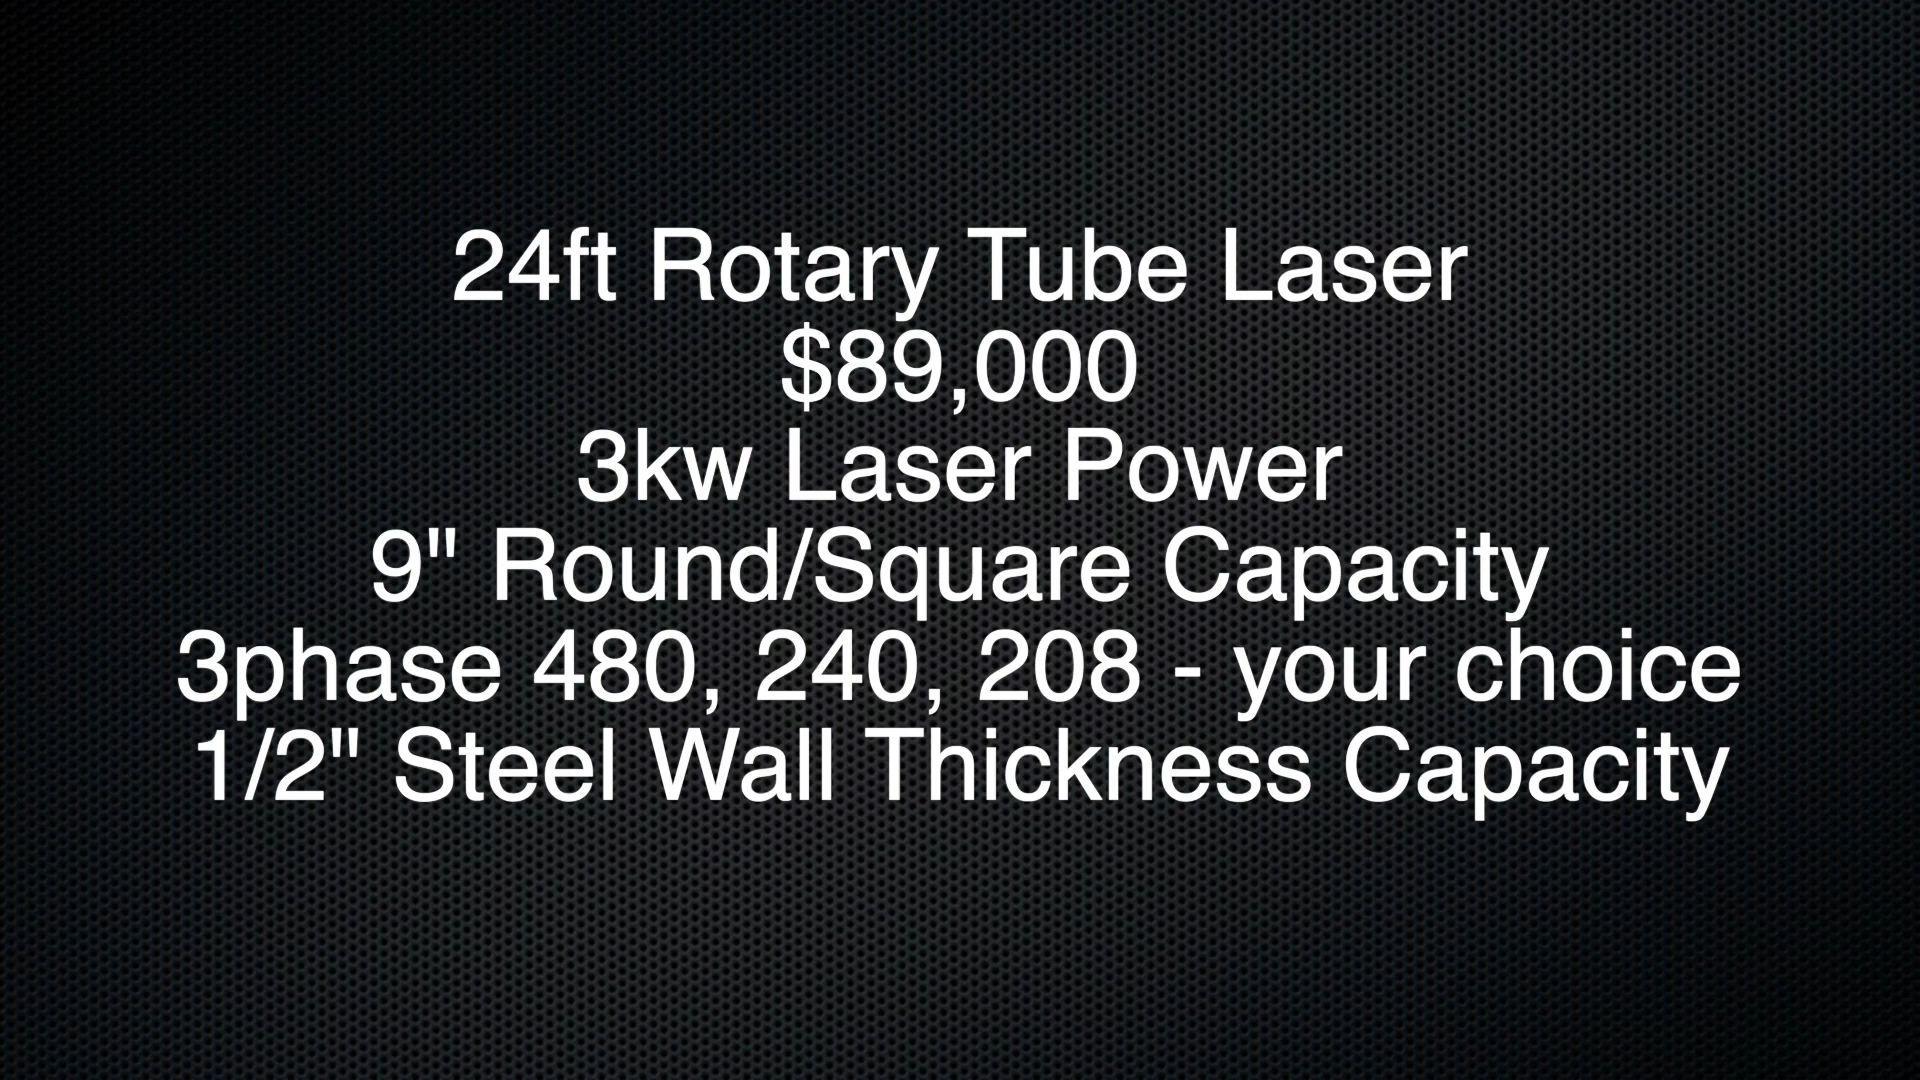 24ft Rotary Tube Laser
$89,000
3kw Laser Power
9" Round/Square Capacity
3phase 480, 240, 208 - your choice
1/2" Steel Wall Thickness Capacity